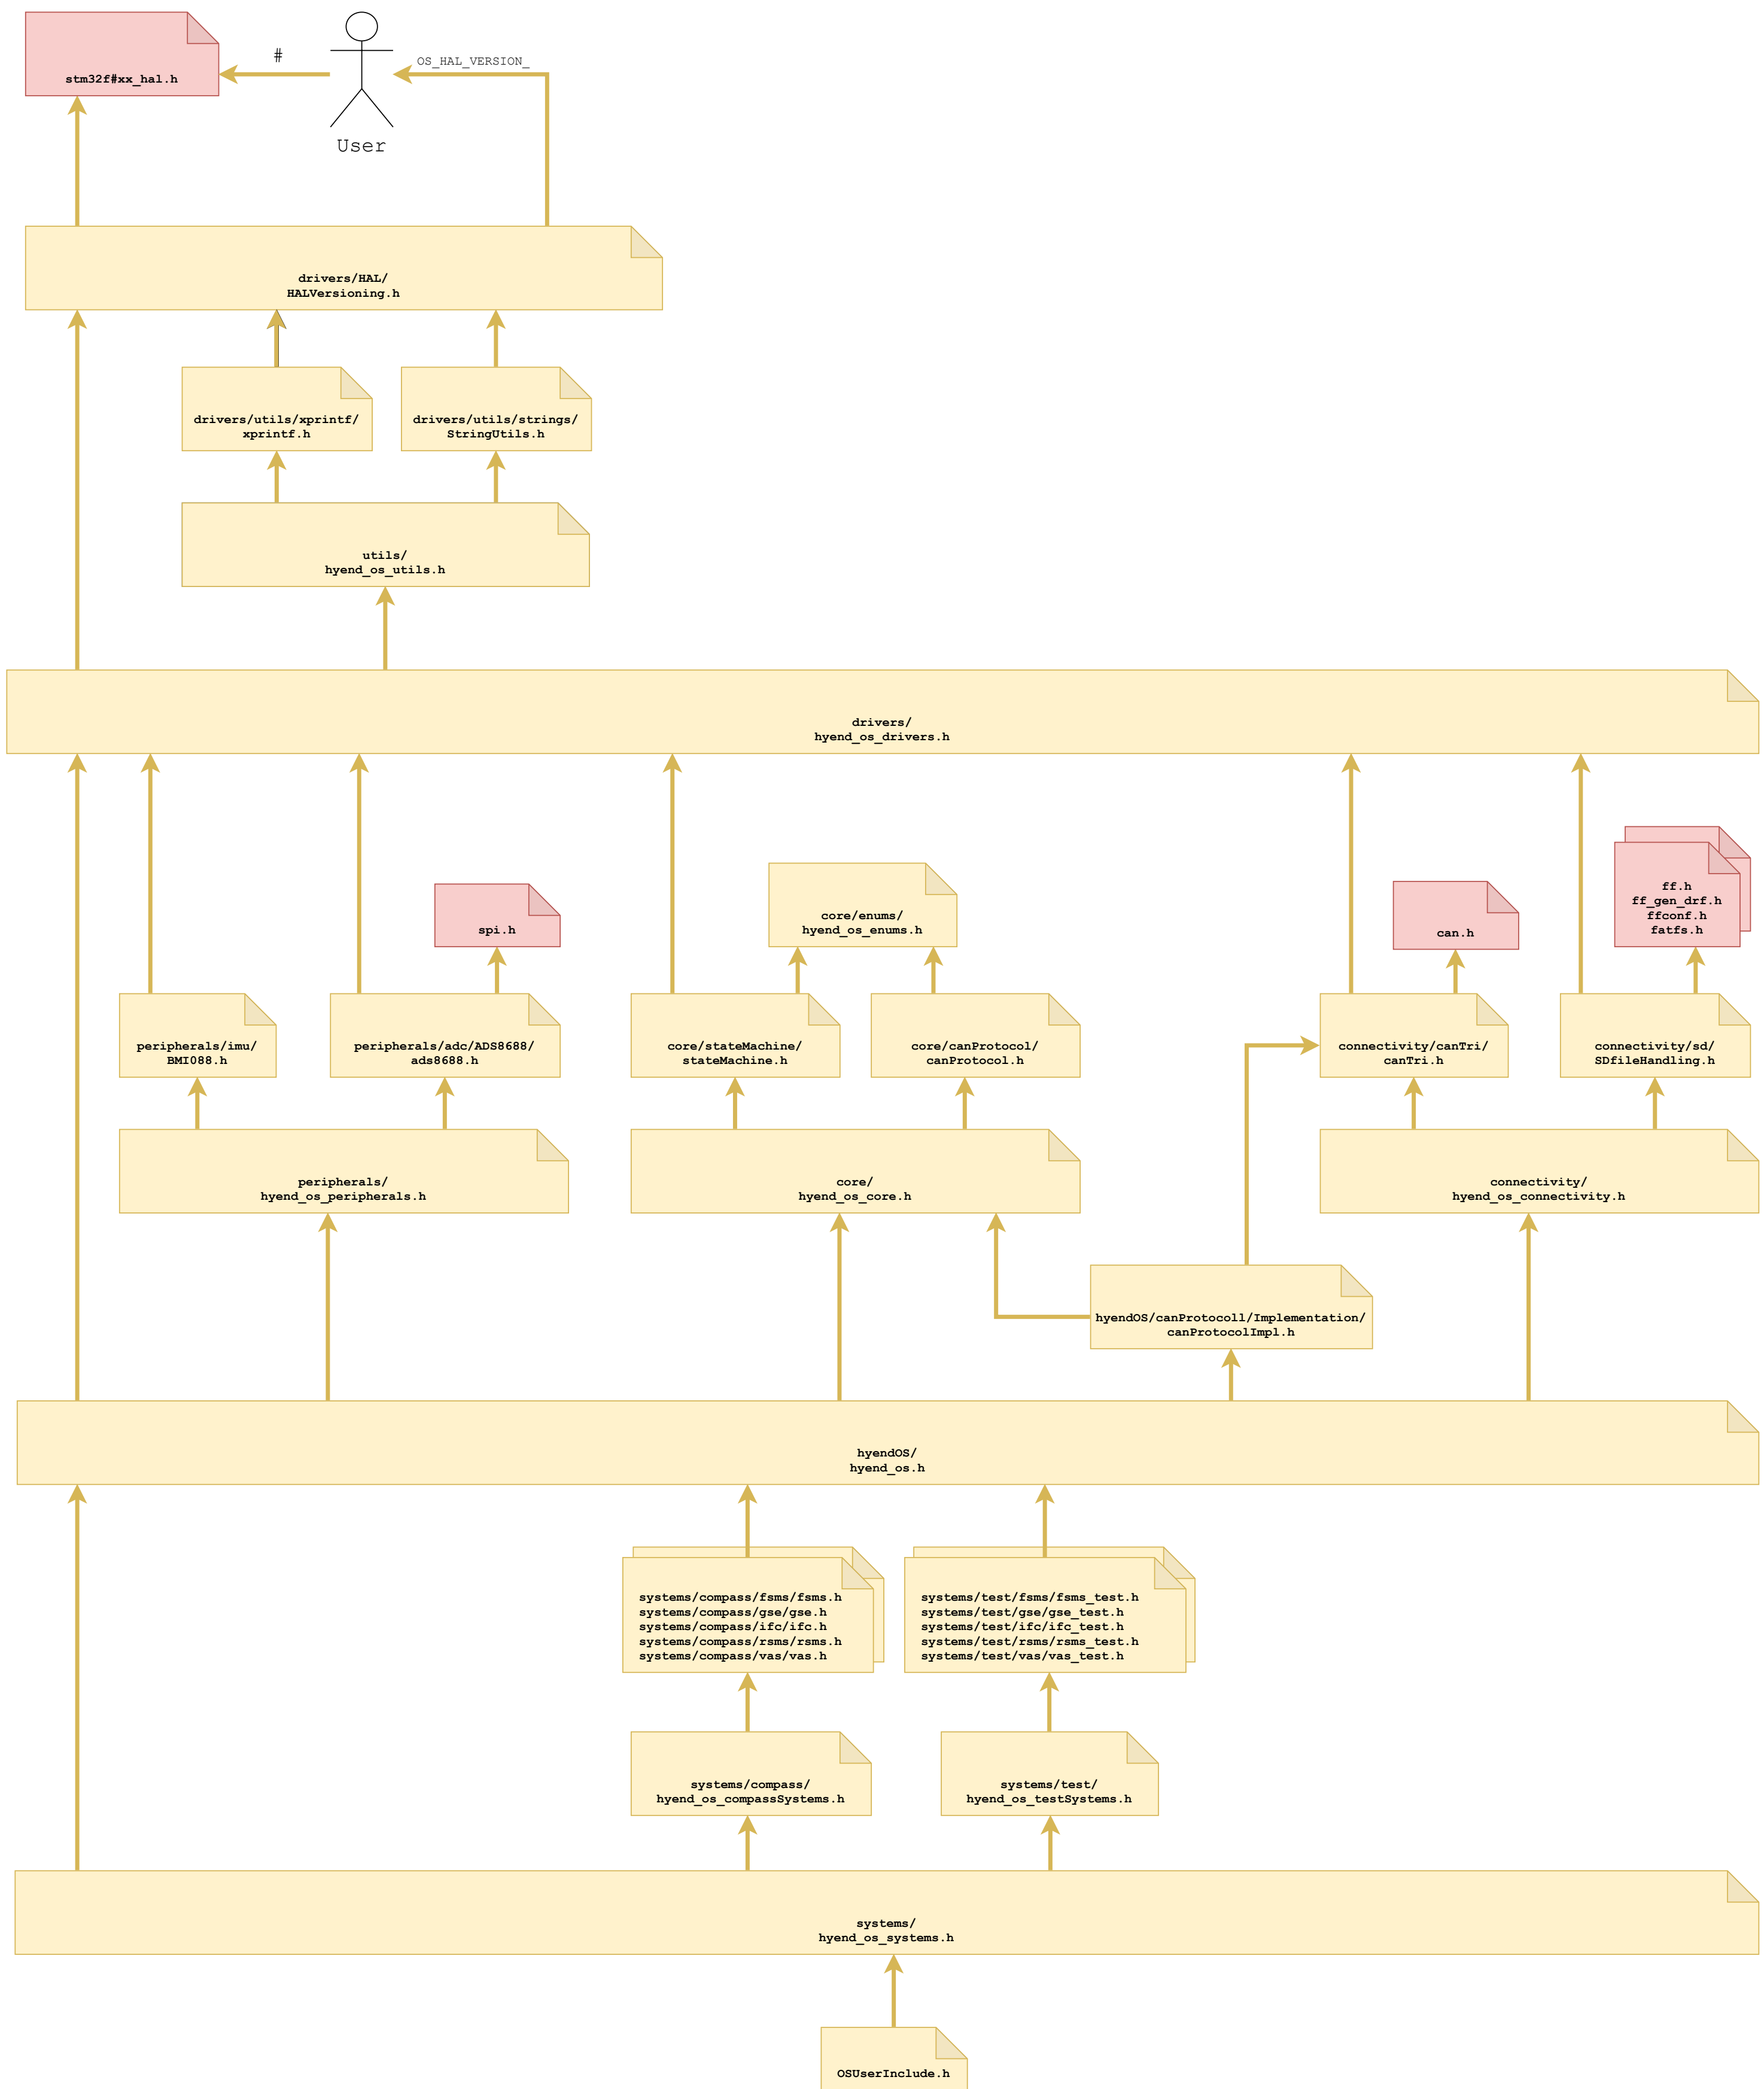 #
OS_HAL_VERSION_
stm32f#xx_hal.h
User
drivers/HAL/
HALVersioning.h
drivers/utils/xprintf/
xprintf.h
drivers/utils/strings/
StringUtils.h
utils/
hyend_os_utils.h
drivers/
hyend_os_drivers.h
ff.h
ff_gen_drf.h
ffconf.h
fatfs.h
spi.h
core/enums/
hyend_os_enums.h
can.h
peripherals/imu/
BMI088.h
peripherals/adc/ADS8688/
ads8688.h
core/stateMachine/
stateMachine.h
core/canProtocol/
canProtocol.h
connectivity/canTri/
canTri.h
connectivity/sd/
SDfileHandling.h
peripherals/
hyend_os_peripherals.h
core/
hyend_os_core.h
connectivity/
hyend_os_connectivity.h
hyendOS/canProtocoll/Implementation/
canProtocolImpl.h
hyendOS/
hyend_os.h
systems/compass/fsms/fsms.h
systems/compass/gse/gse.h
systems/compass/ifc/ifc.h
systems/compass/rsms/rsms.h
systems/compass/vas/vas.h
systems/test/fsms/fsms_test.h
systems/test/gse/gse_test.h
systems/test/ifc/ifc_test.h
systems/test/rsms/rsms_test.h
systems/test/vas/vas_test.h
systems/compass/
hyend_os_compassSystems.h
systems/test/
hyend_os_testSystems.h
systems/
hyend_os_systems.h
OSUserInclude.h